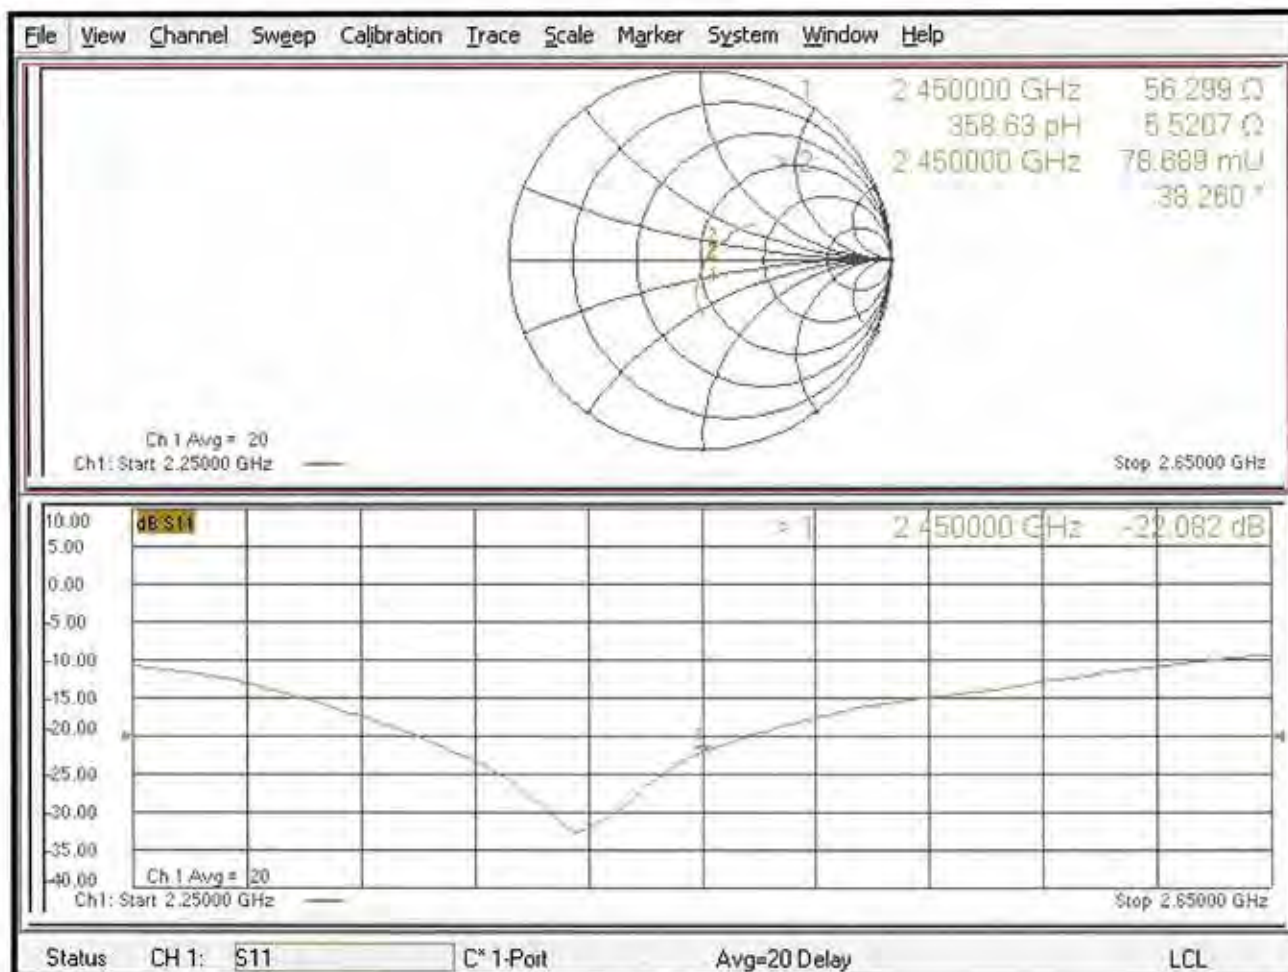 File View Channel Sweep Calibration Trace Scale Marker System Window Help
1 2.450000 GHz 56.299 Ω
358.63 pH 5.5207 Ω
> 2 2.450000 GHz 78.689 mU
38.260 °
Ch 1 Avg = 20
Ch1: Start 2.25000 GHz Stop 2.65000 GHz
10.00 dB S11 > 1 2.450000 GHz -22.082 dB
5.00
0.00
-5.00
-10.00
-15.00
-20.00
-25.00
-30.00
-35.00
-40.00 Ch 1 Avg = 20
Ch1: Start 2.25000 GHz Stop 2.65000 GHz
Status CH 1: S11 C* 1-Port Avg=20 Delay LCL